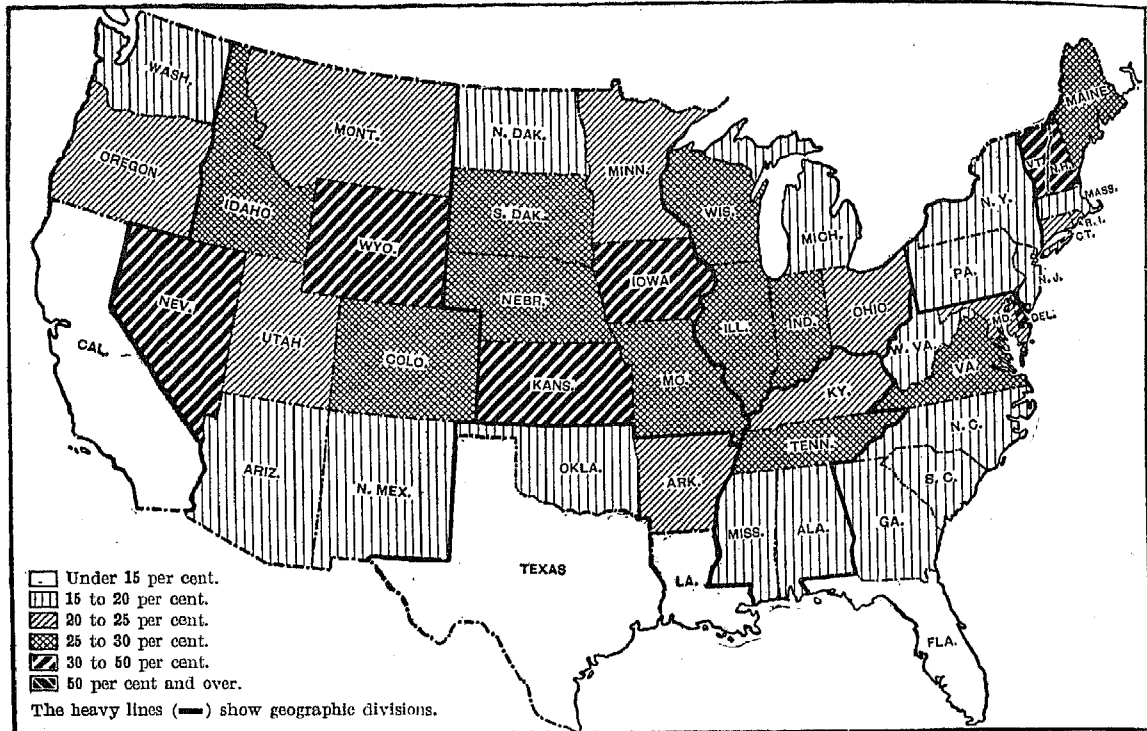 WASH.
MONT.
N. DAK.
MINN.
MAINE
OREGON
IDAHO
S. DAK.
WIS.
MICH.
VT.
N.H.
N. Y.
MASS.
R. I.
CT.
WYO.
NEV.
NEBR.
IOWA
PA.
N. J.
CAL.
UTAH
COLO.
KANS.
MO.
ILL.
IND.
OHIO
W. VA.
MD.
DEL.
VA.
KY.
ARIZ.
N. MEX.
OKLA.
ARK.
TENN.
N. C.
S. C.
MISS.
ALA.
GA.
TEXAS
LA.
FLA.
Under 15 per cent.
15 to 20 per cent.
20 to 25 per cent.
25 to 30 per cent.
30 to 50 per cent.
50 per cent and over.
The heavy lines (▬) show geographic divisions.